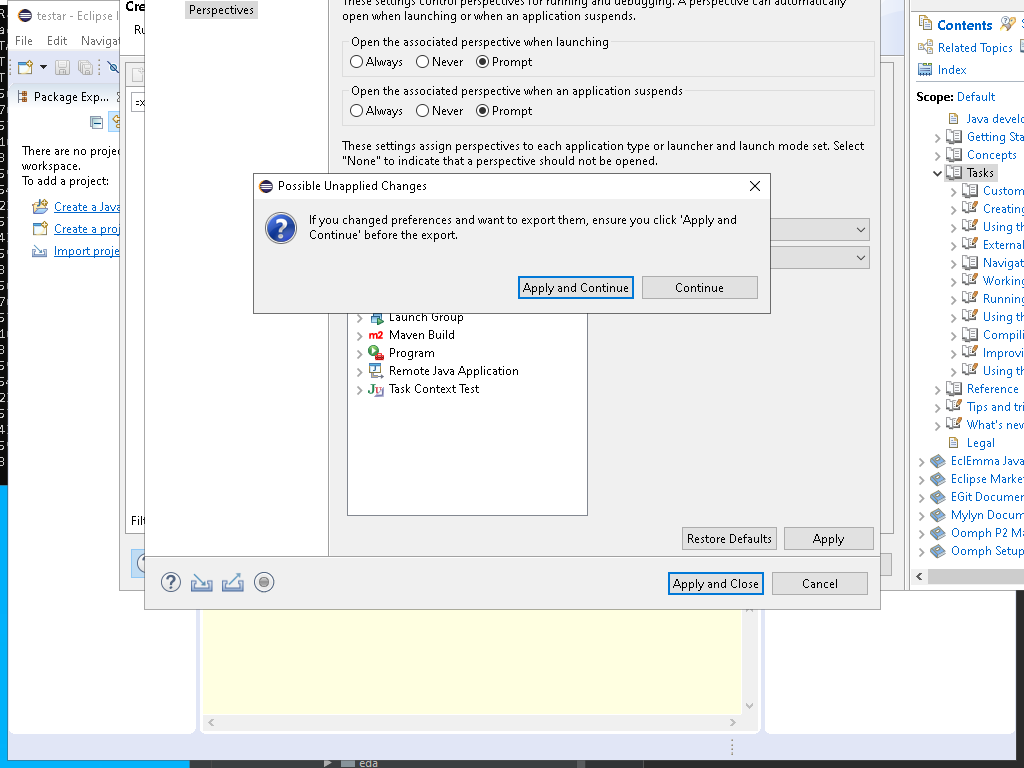 testar - Eclipse I
File Edit Navigat
Package Exp...
There are no proje
workspace.
To add a project:
Create a Java
Create a proj
Import proje
Cre
Ru
Filt
Perspectives
These settings control perspectives for running and debugging. A perspective can automatically
open when launching or when an application suspends.
Open the associated perspective when launching
Always Never Prompt
Open the associated perspective when an application suspends
Always Never Prompt
These settings assign perspectives to each application type or launcher and launch mode set. Select
"None" to indicate that a perspective should not be opened.
Possible Unapplied Changes
If you changed preferences and want to export them, ensure you click 'Apply and
Continue' before the export.
Apply and Continue Continue
Launch Group
m2 Maven Build
Program
Remote Java Application
Task Context Test
Restore Defaults Apply
Apply and Close Cancel
Contents
Related Topics
Index
Scope: Default
Java develo
Getting Sta
Concepts
Tasks
Custom
Creating
Using th
External
Navigat
Working
Running
Using th
Compili
Improvi
Using th
Reference
Tips and tri
What's new
Legal
EclEmma Java
Eclipse Marke
EGit Documen
Mylyn Docum
Oomph P2 Ma
Oomph Setup
eda